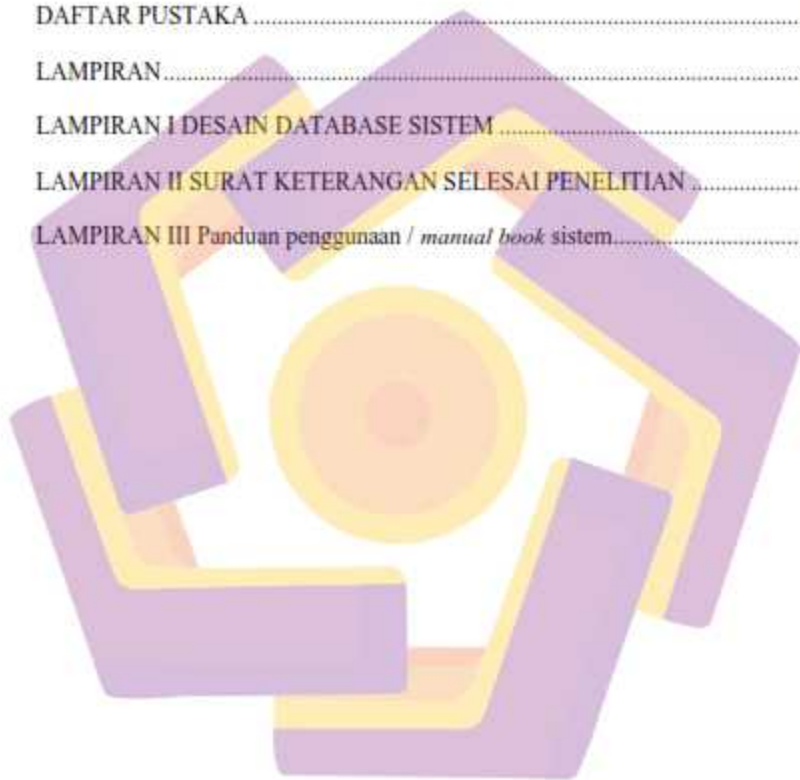 DAFTAR PUSTAKA ........................................................................................
LAMPIRAN.....................................................................................................
LAMPIRAN I DESAIN DATABASE SISTEM ................................................
LAMPIRAN II SURAT KETERANGAN SELESAI PENELITIAN .................
LAMPIRAN III Panduan penggunaan / manual book sistem..............................